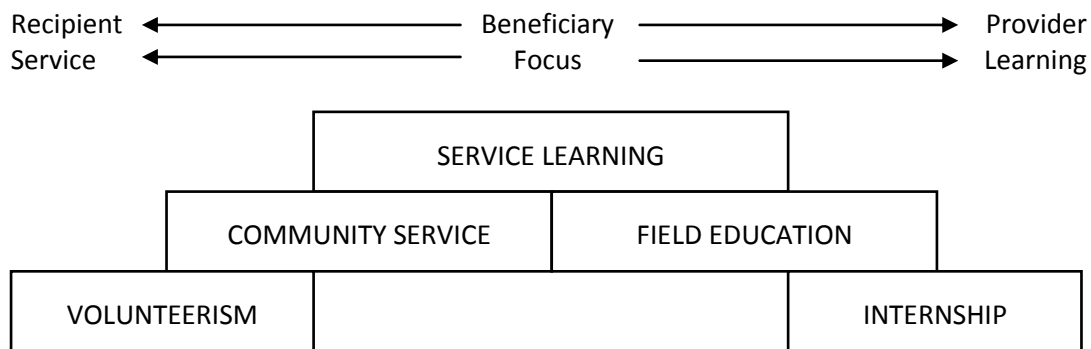 Recipient Beneficiary Provider
Service Focus Learning
SERVICE LEARNING
COMMUNITY SERVICE FIELD EDUCATION
VOLUNTEERISM INTERNSHIP